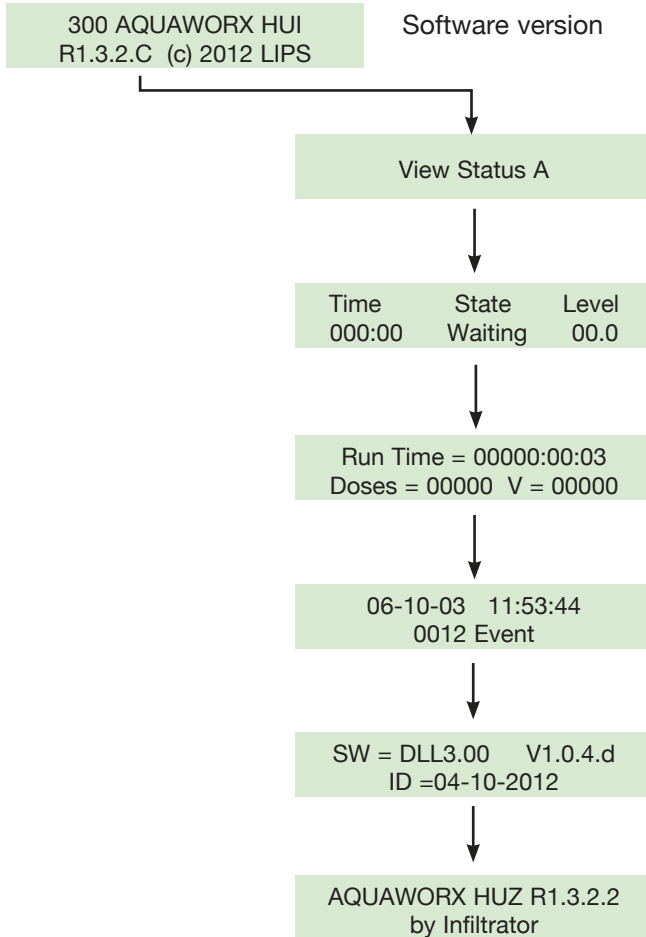 300 AQUAWORX HUI
R1.3.2.C (c) 2012 LIPS
Software version
View Status A
Time State Level
000:00 Waiting 00.0
Run Time = 00000:00:03
Doses = 00000 V = 00000
06-10-03 11:53:44
0012 Event
SW = DLL3.00 V1.0.4.d
ID =04-10-2012
AQUAWORX HUZ R1.3.2.2
by Infiltrator